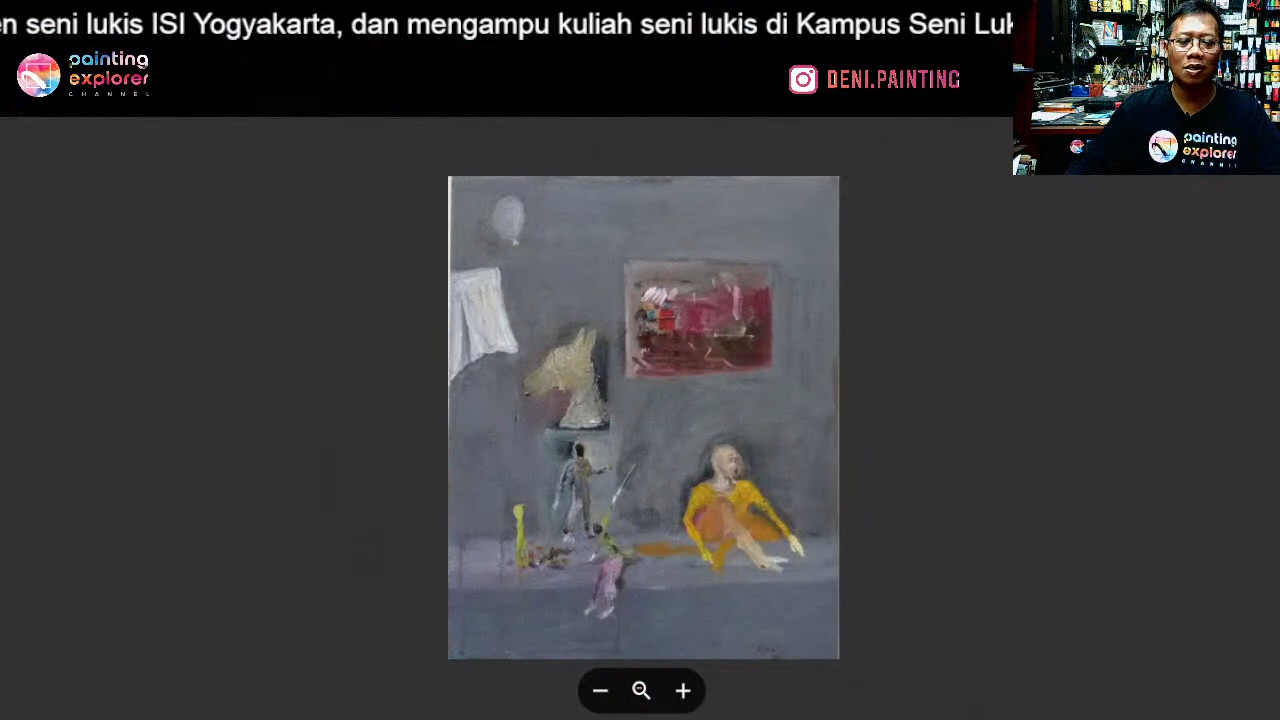 en seni lukis ISI Yogyakarta, dan mengampu kuliah seni lukis di Kampus Seni Luk
painting
explorer
CHANNEL
DENI.PAINTING
painting
explorer
CHANNEL